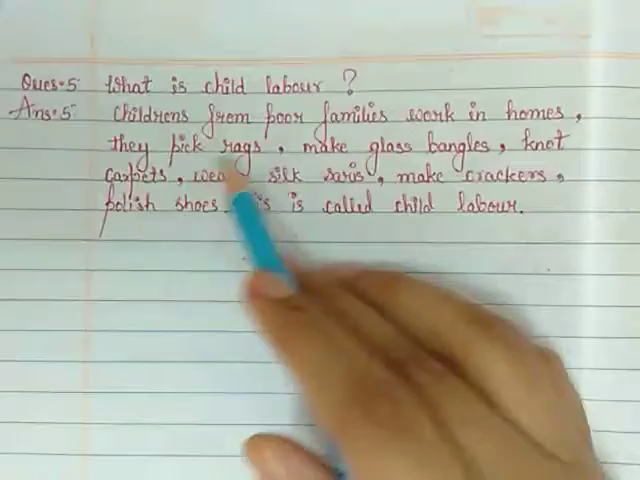 Ques.5 What is child labour ?
Ans.5 Childrens from poor families work in homes,
they pick rags, make glass bangles, knot
carpets, silk saris, make crackers,
polish shoes. is called child labour.